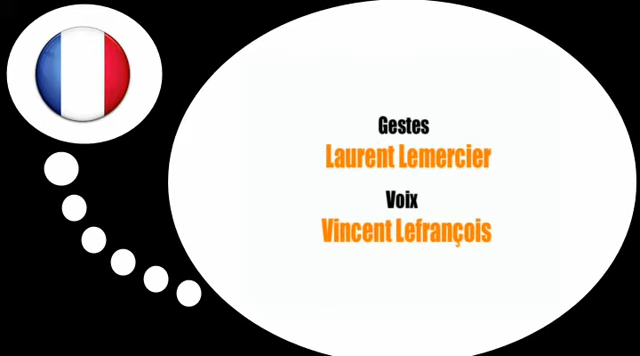 Gestes
Laurent Lemercier
Voix
Vincent Lefrançois